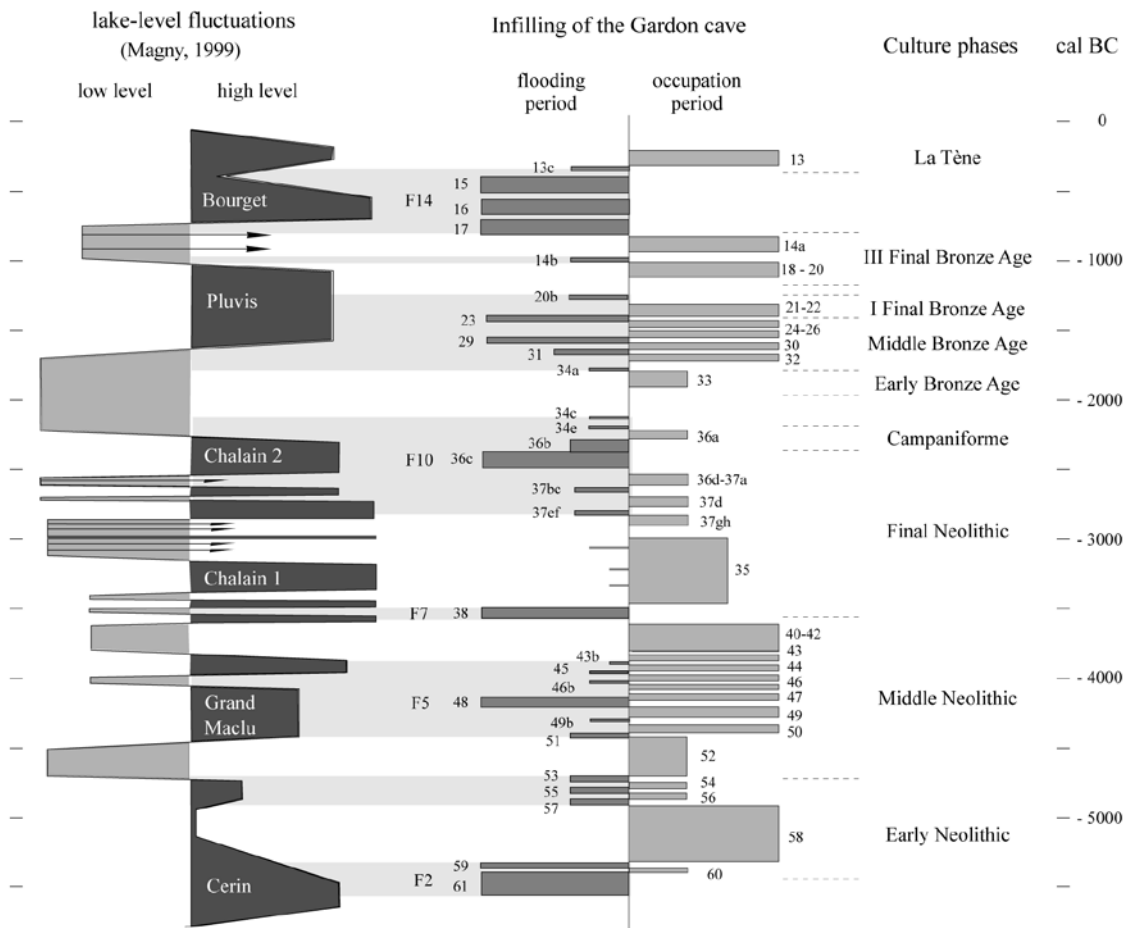 lake-level fluctuations
(Magny, 1999)
low level
high level
Infilling of the Gardon cave
flooding period
occupation period
Culture phases
cal BC
0
13c
13
La Tène
15
Bourget
F14
16
17
14a
III Final Bronze Age
14b
- 1000
18 - 20
Pluvis
20b
21-22
I Final Bronze Age
23
24-26
29
30
Middle Bronze Age
31
32
34a
33
Early Bronze Age
- 2000
34c
34e
36a
Campaniforme
36b
Chalain 2
F10
36c
36d-37a
37bc
37d
37ef
37gh
Final Neolithic
- 3000
Chalain 1
35
F7
38
40-42
43
43b
44
45
- 4000
46
46b
Grand
Maclu
F5
48
47
Middle Neolithic
49
49b
50
51
52
53
54
55
56
57
- 5000
58
Early Neolithic
59
60
Cerin
F2
61